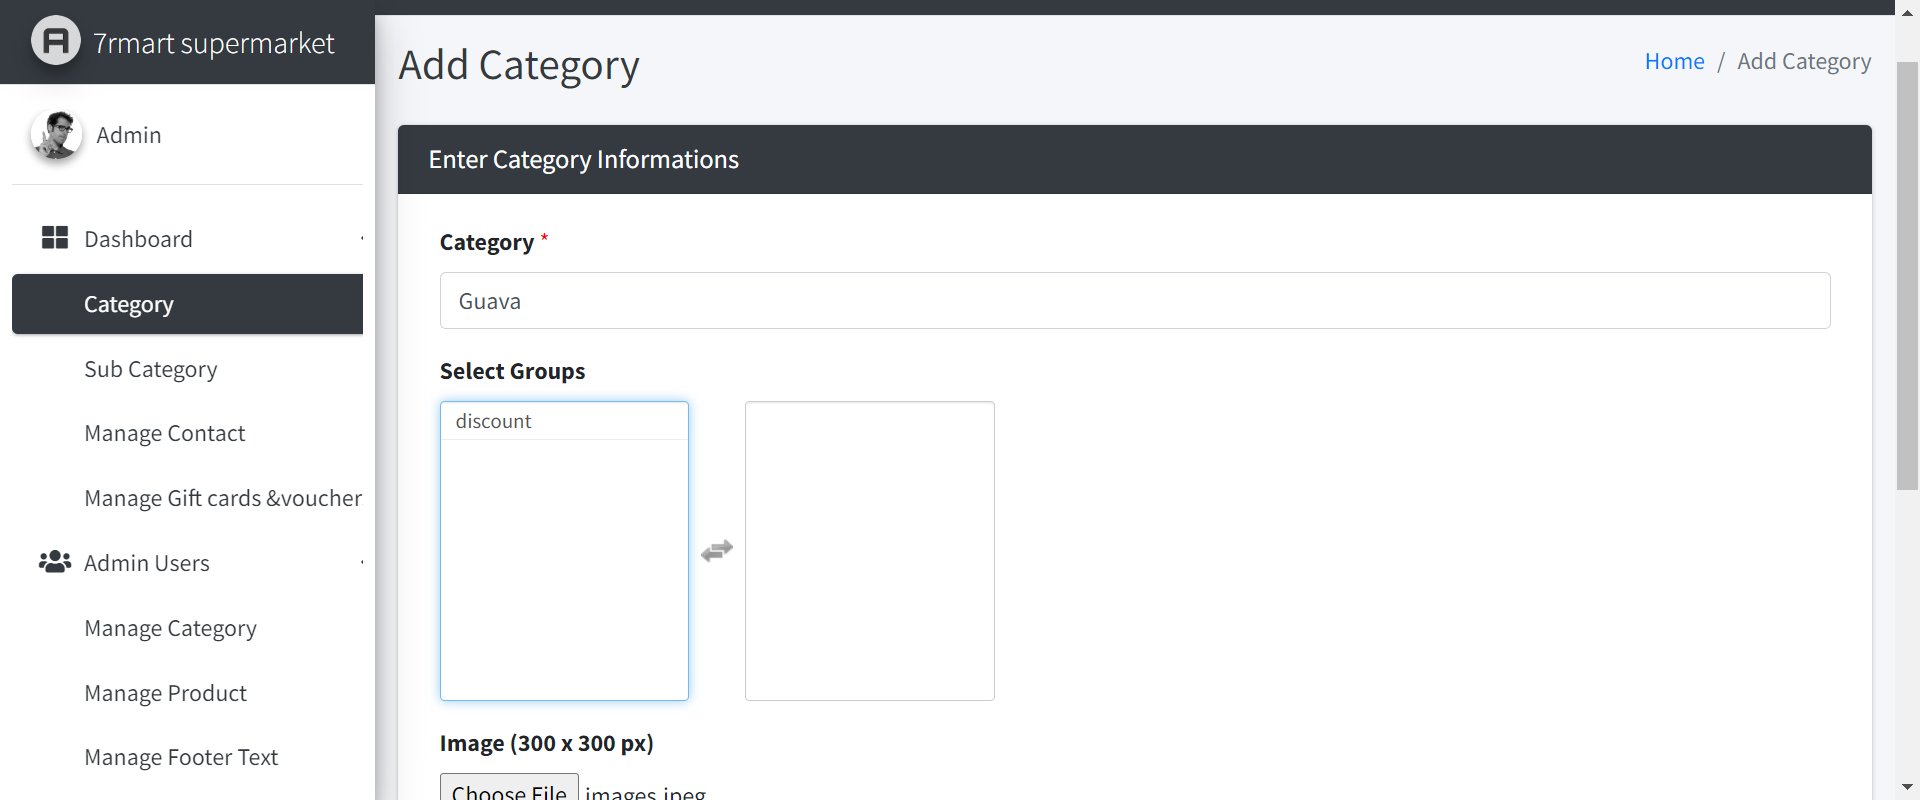 7rmart supermarket
Admin
Dashboard
Category
Sub Category
Manage Contact
Manage Gift cards &voucher
Admin Users
Manage Category
Manage Product
Manage Footer Text
Add Category
Home / Add Category
Enter Category Informations
Category *
Guava
Select Groups
discount
Image (300 x 300 px)
Choose File images.jpeg